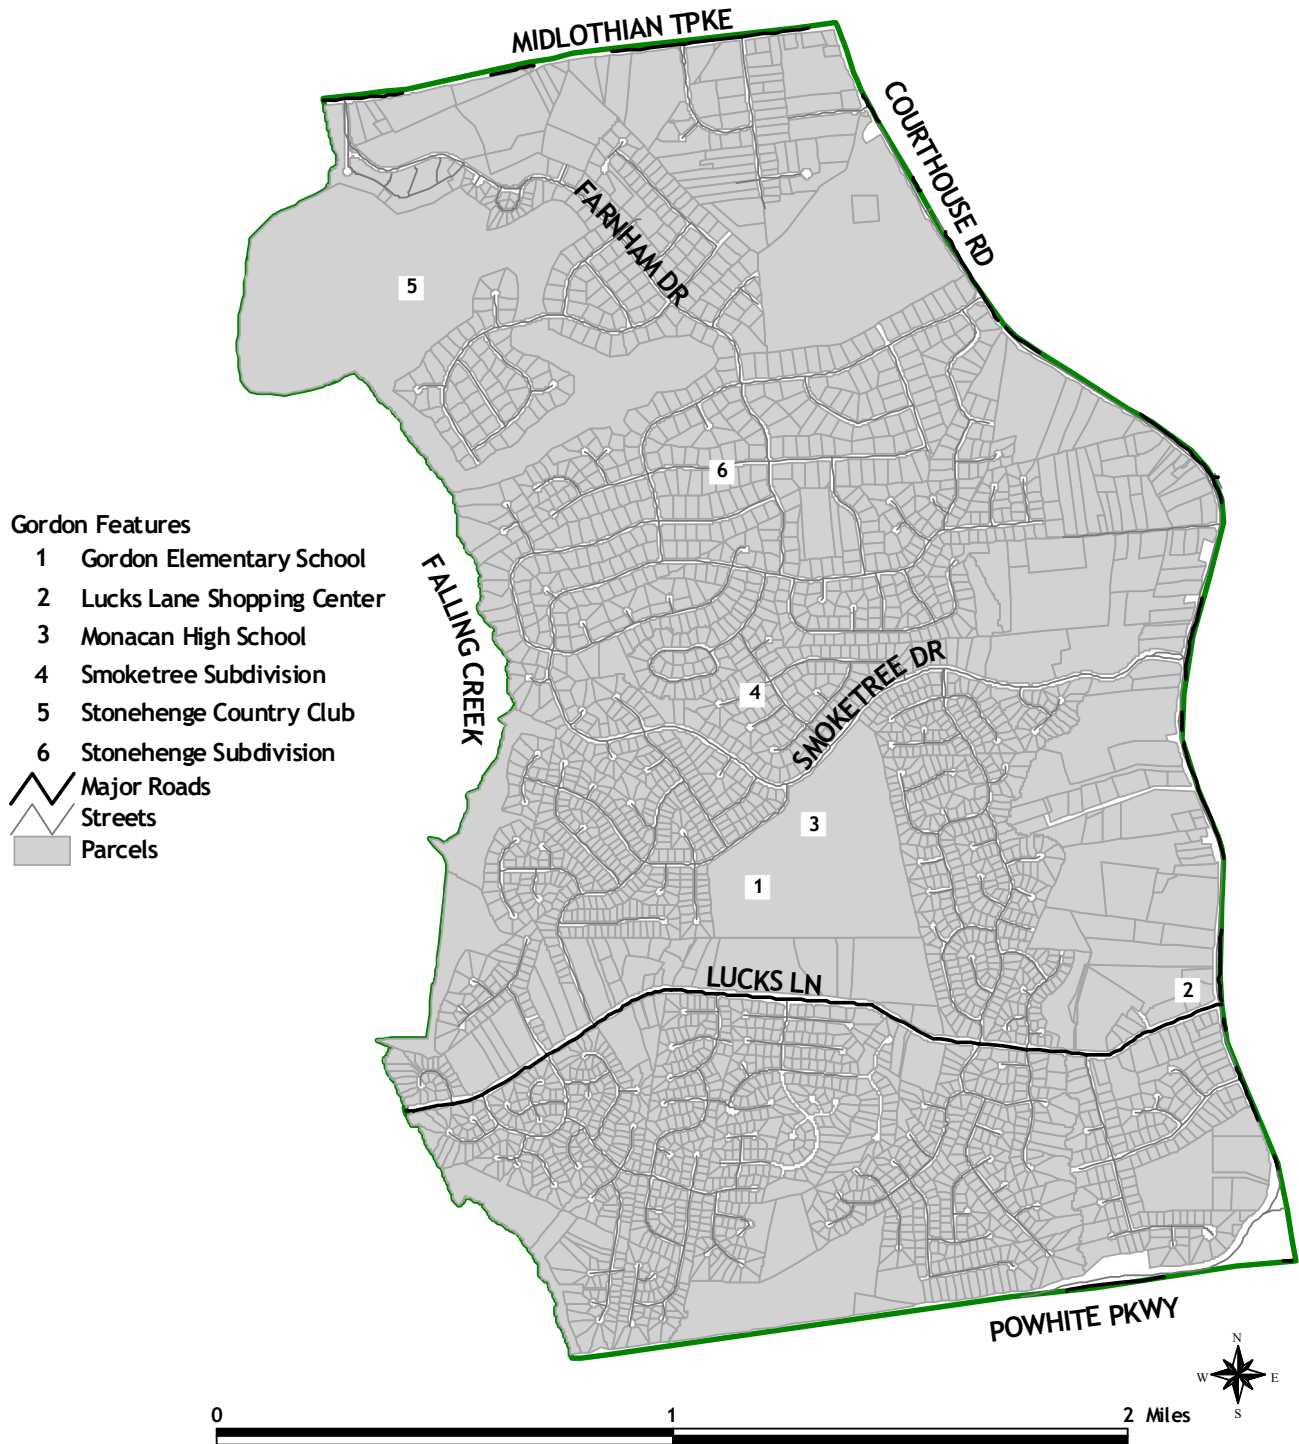 MIDLOTHIAN TPKE
COURTHOUSE RD
FARNHAM DR
5
6
Gordon Features
1 Gordon Elementary School
2 Lucks Lane Shopping Center
3 Monacan High School
4 Smoketree Subdivision
5 Stonehenge Country Club
6 Stonehenge Subdivision
Major Roads
Streets
Parcels
FALLING CREEK
SMOKETREE DR
4
3
1
LUCKS LN
2
POWHITE PKWY
N
W E
S
0 1 2 Miles